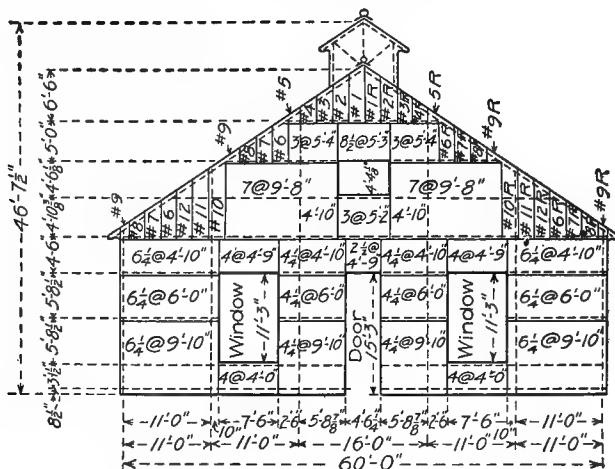 46'-7½"
8½" 3½" 5'-8½" 5'-8½" 4'-6" 4'-10⅛" 4'-6⅛" 5'-0" 6'-6"
#5 #4 #3 #2 #1 #1R #2R #3R #4R 5R
#9 #8 #7 #6 3@5'-4" 8½@5'-3" 3@5'-4" #6R #9R
7@9'-8" 7@9'-8"
4'-10" 3@5'-2" 4'-10"
#9 #8 #7 #6 #12 #11 #10 #10R #11R #12R #6R #9R
6¼@4'-10" 4@4'-9" 4¼@4'-10" 2½@4'-9" 4¼@4'-10" 4@4'-9" 6¼@4'-10"
6¼@6'-0" 4¼@6'-0" 4¼@6'-0" 6¼@6'-0"
Window 11'-3" Door 15'-3" Window 11'-3"
6¼@9'-10" 4¼@9'-10" 4¼@9'-10" 6¼@9'-10"
4@4'-0" 4@4'-0"
11'-0" 7'-6" 2'-6 5'-8⅞" 4'-6¼" 5'-8⅞" 2'-6 7'-6" 11'-0"
11'-0" 10" 11'-0" 16'-0" 11'-0" 10" 11'-0"
60'-0"